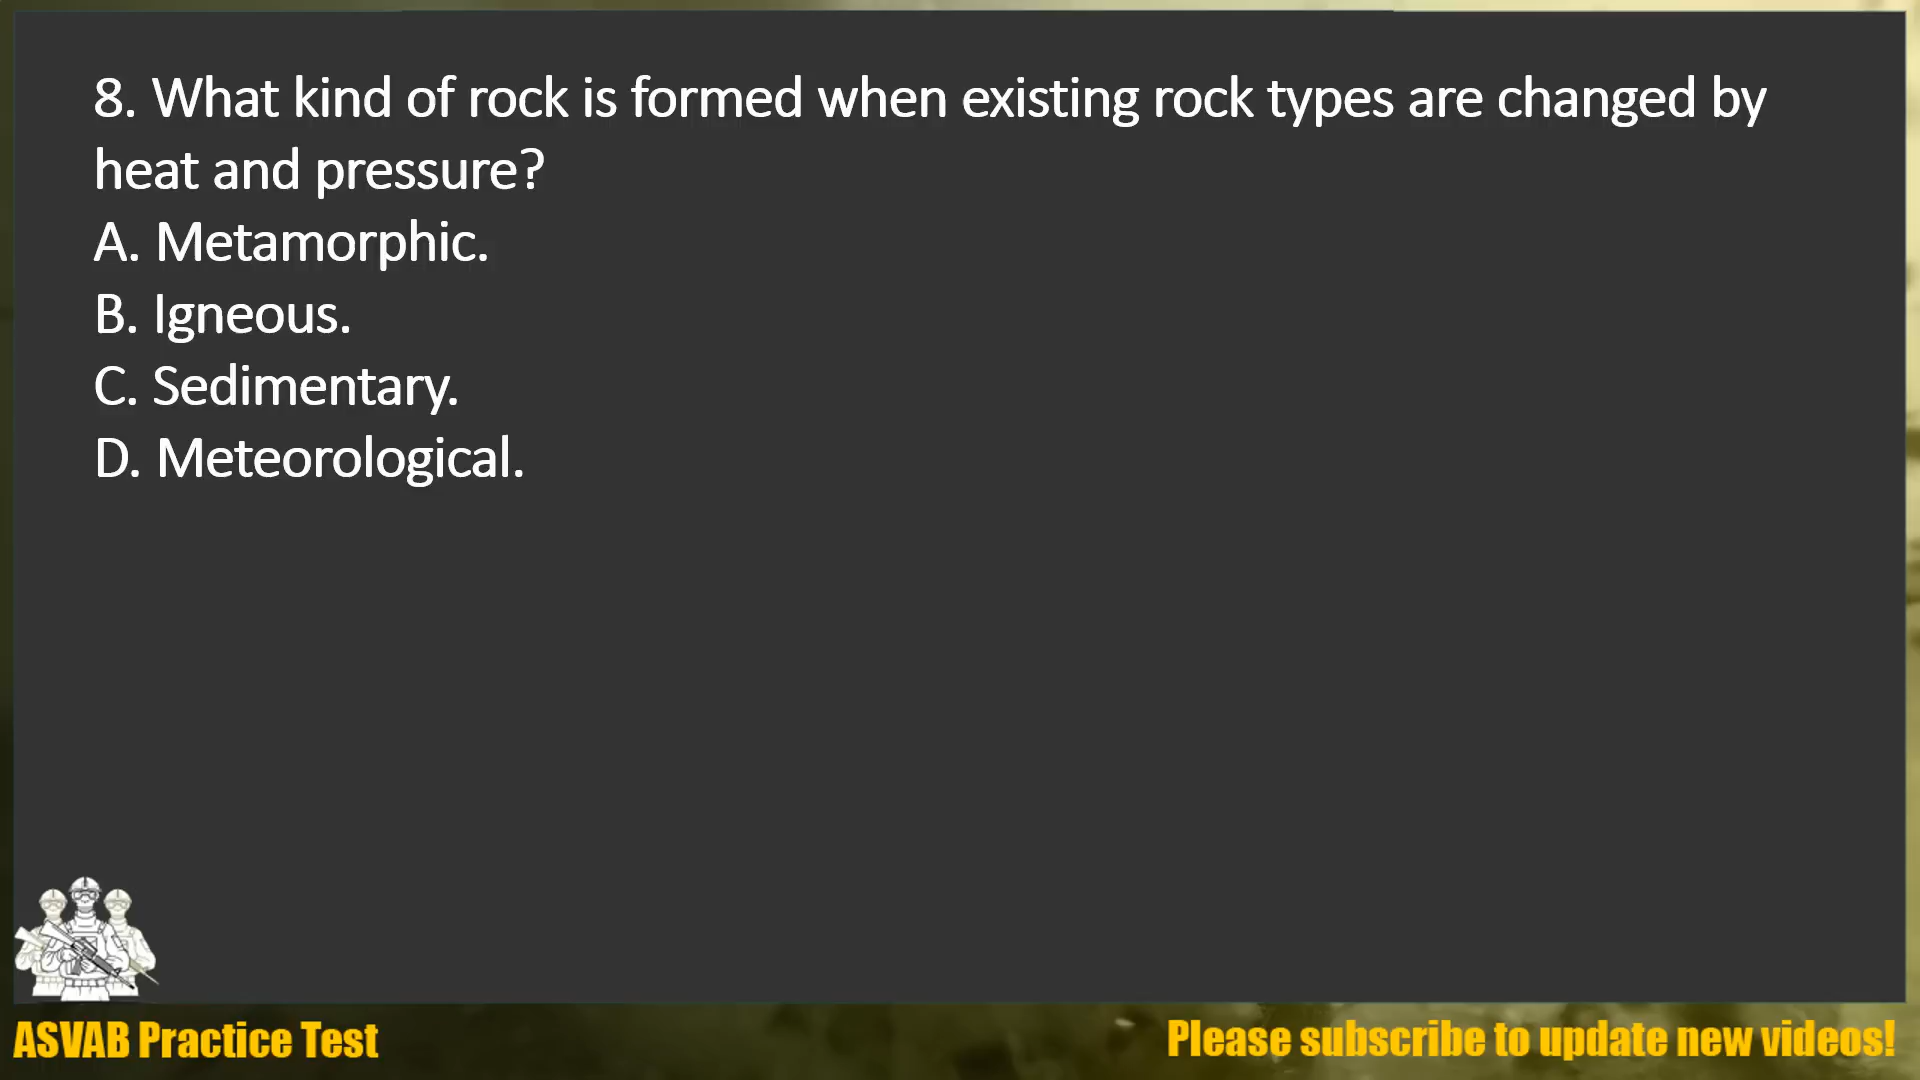 8. What kind of rock is formed when existing rock types are changed by
heat and pressure?
A. Metamorphic.
B. Igneous.
C. Sedimentary.
D. Meteorological.
ASVAB Practice Test
Please subscribe to update new videos!